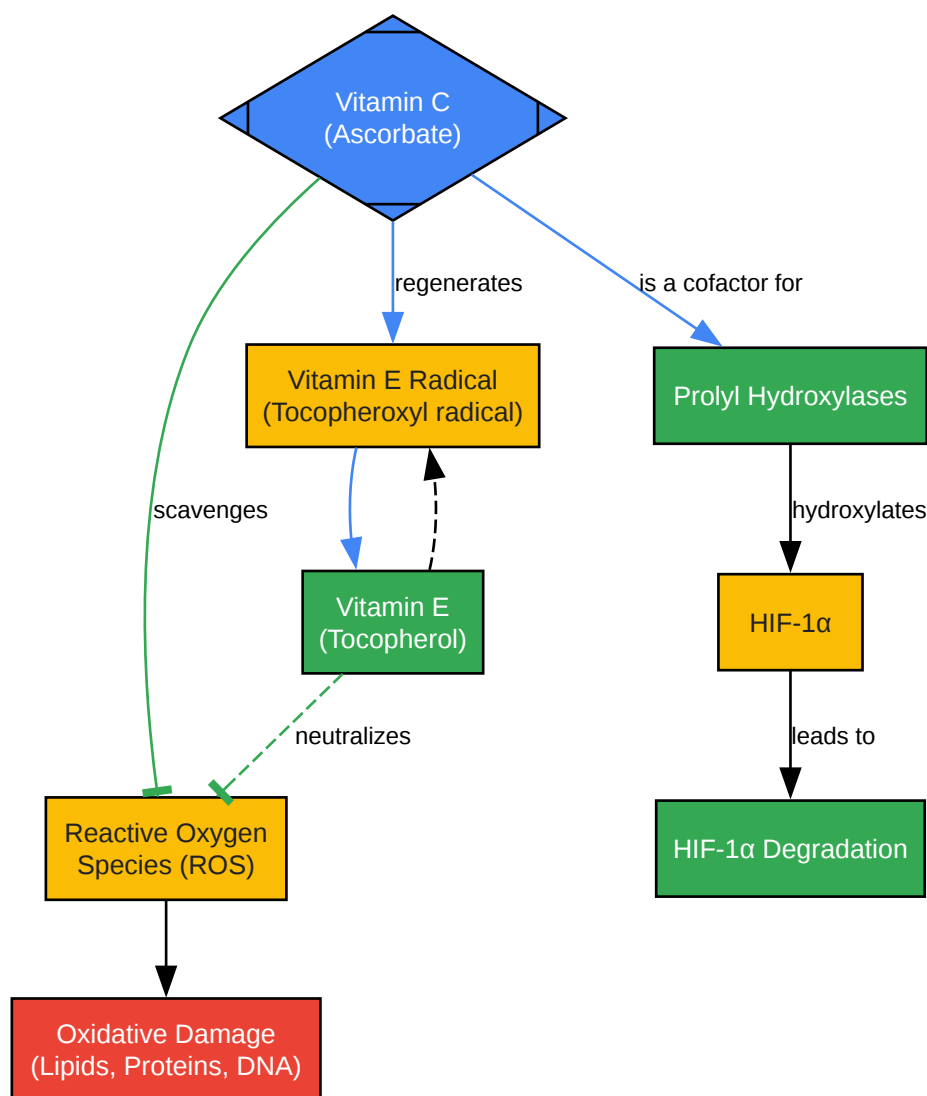 Vitamin C
(Ascorbate)
regenerates
is a cofactor for
Vitamin E Radical
(Tocopheroxyl radical)
Prolyl Hydroxylases
scavenges
hydroxylates
Vitamin E
(Tocopherol)
HIF-1α
neutralizes
leads to
Reactive Oxygen
Species (ROS)
HIF-1α Degradation
Oxidative Damage
(Lipids, Proteins, DNA)